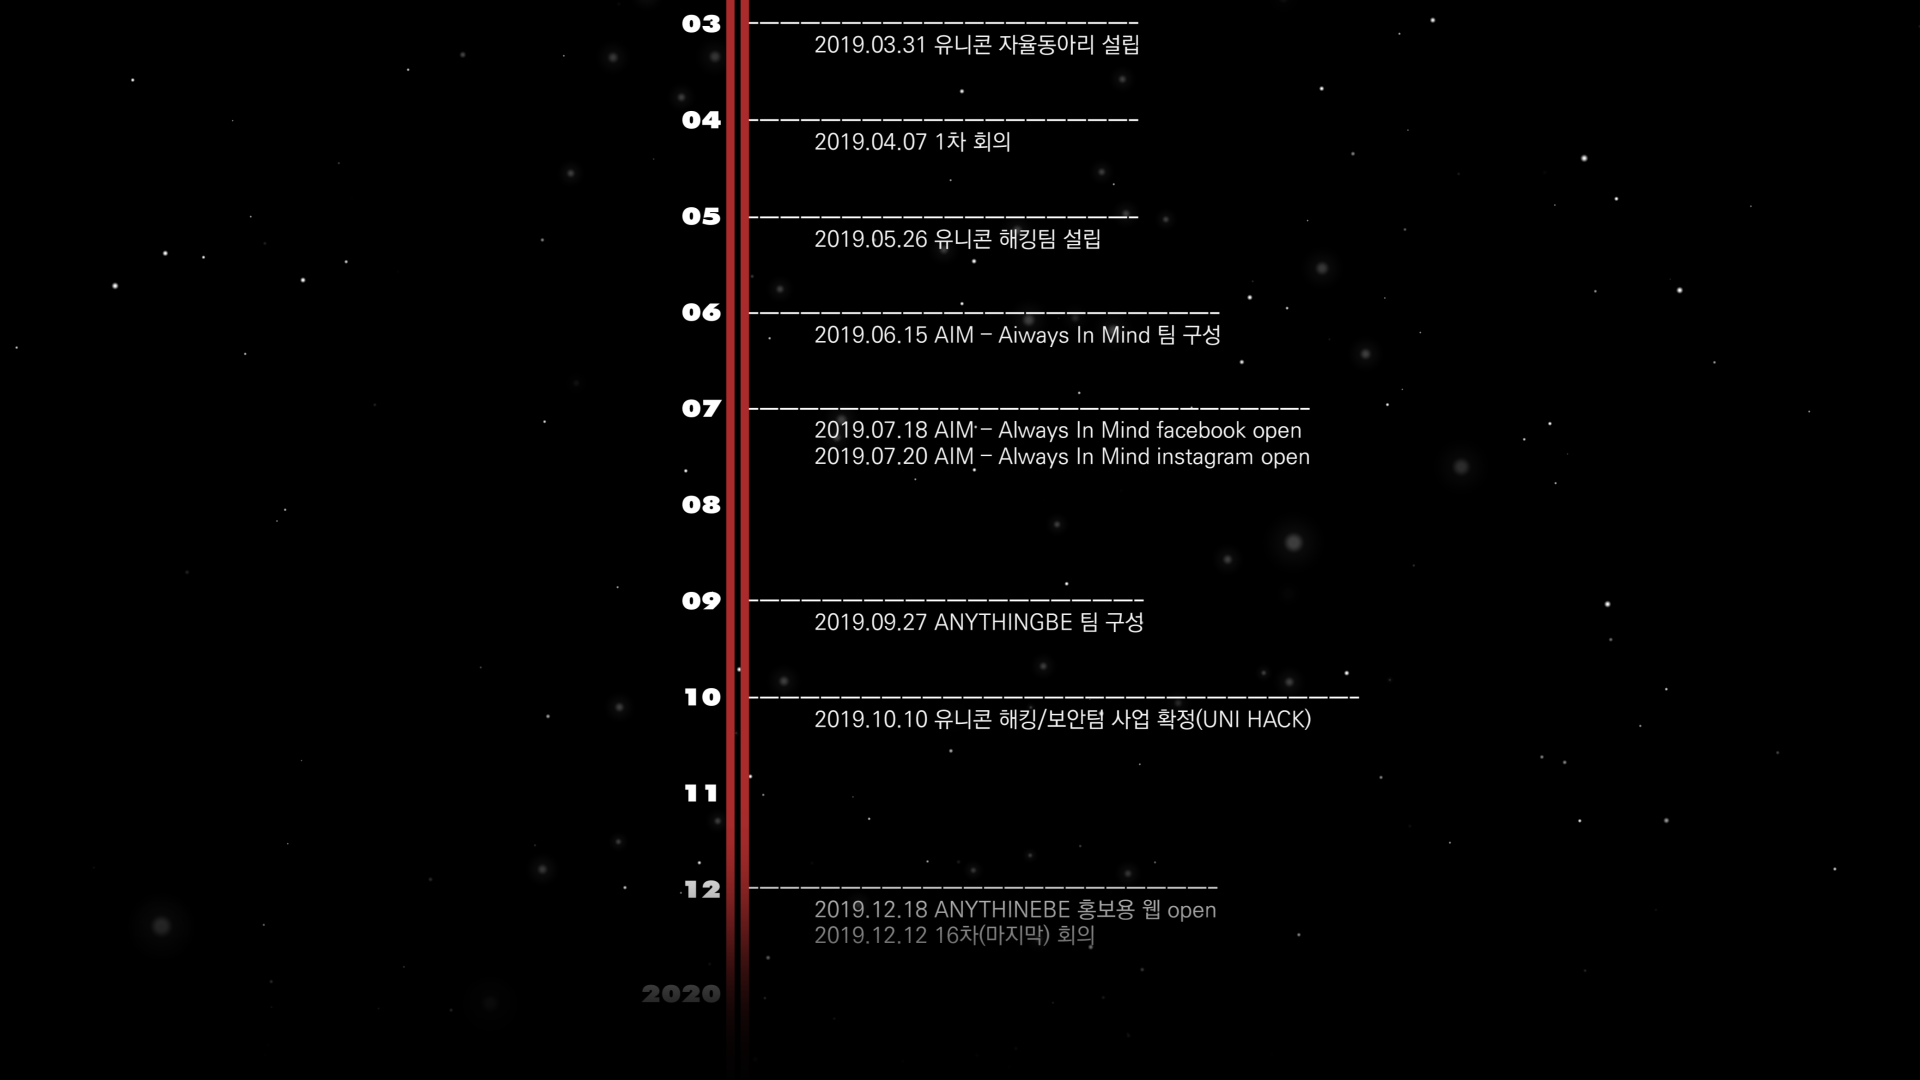 03
2019.03.31 유니콘 자율동아리 설립
04
2019.04.07 1차 회의
05
2019.05.26 유니콘 해킹팀 설립
06
2019.06.15 AIM – Aiways In Mind 팀 구성
07
2019.07.18 AIM – Always In Mind facebook open
2019.07.20 AIM – Always In Mind instagram open
08
09
2019.09.27 ANYTHINGBE 팀 구성
10
2019.10.10 유니콘 해킹/보안팀 사업 확정(UNI HACK)
11
12
2019.12.18 ANYTHINEBE 홍보용 웹 open
2019.12.12 16차(마지막) 회의
2020